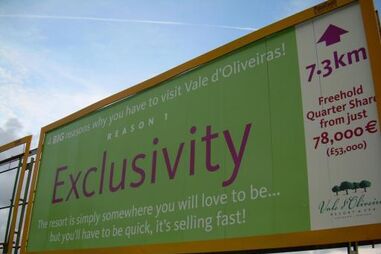 BIG reasons why you have to visit Vale d'Oliveiras!
REASON 1
Exclusivity
The resort is simply somewhere you will love to be...
but you'll have to be quick, it's selling fast!
7.3km
Freehold
Quarter Share
from just
78,000€
(£53,000)
Vale d'Oliveiras